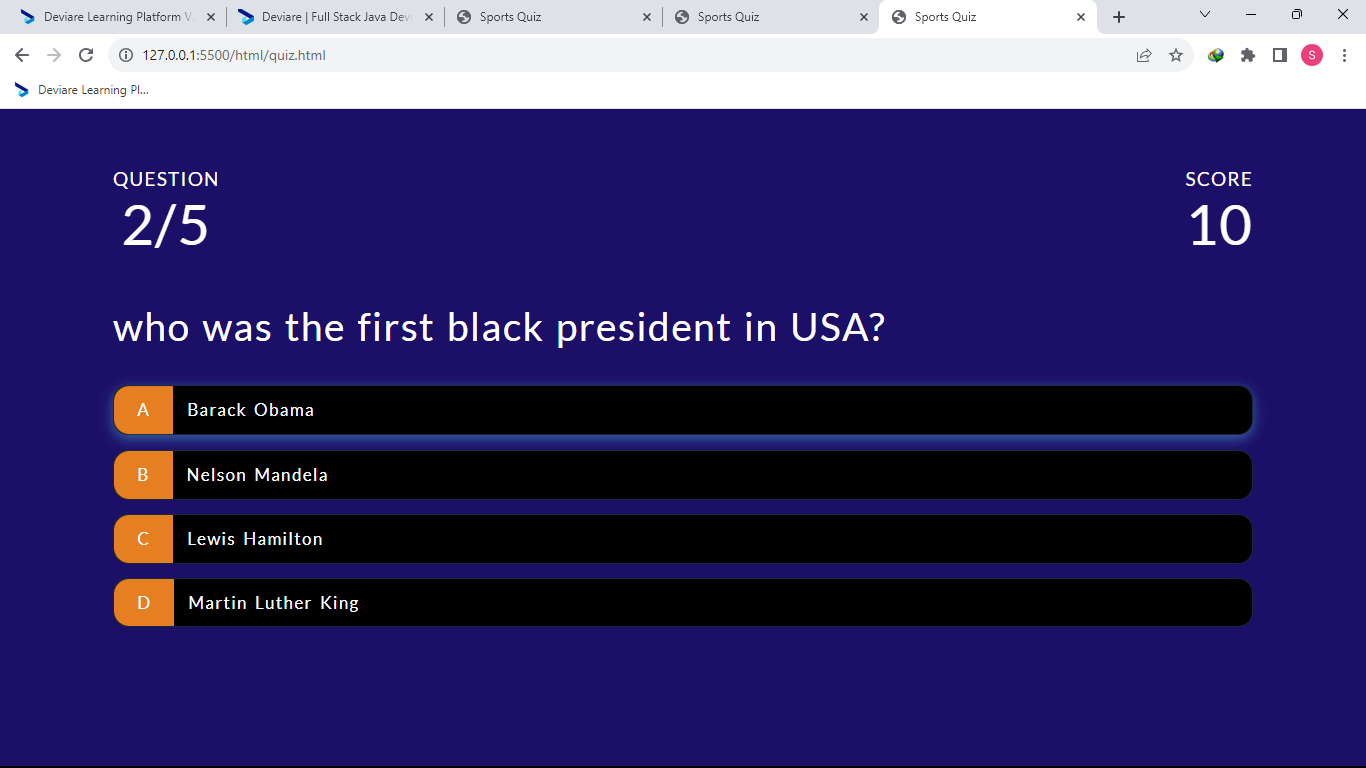 Deviare Learning Platform V
Deviare | Full Stack Java Dev
Sports Quiz
Sports Quiz
Sports Quiz
127.0.0.1:5500/html/quiz.html
S
Deviare Learning Pl...
QUESTION
2/5
SCORE
10
who was the first black president in USA?
A Barack Obama
B Nelson Mandela
C Lewis Hamilton
D Martin Luther King